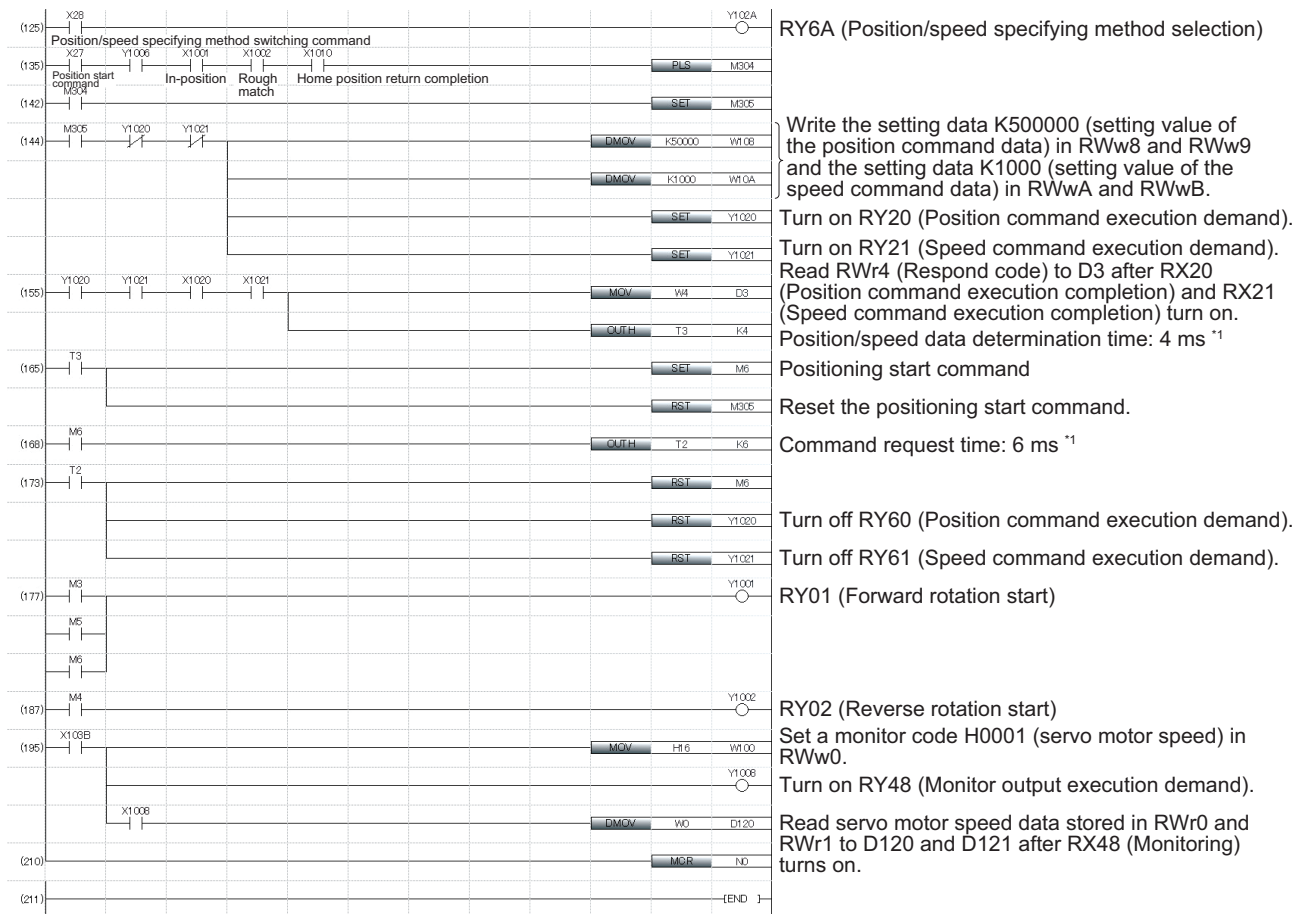 X28 Y102A
(125) RY6A (Position/speed specifying method selection)
Position/speed specifying method switching command
X27 Y1006 X1001 X1002 X1010
(135) PLS M304
Position start command In-position Rough match Home position return completion
M304
(142) SET M305
M305 Y1020 Y1021
(144) DMOV K50000 W108
Write the setting data K500000 (setting value of
the position command data) in RWw8 and RWw9
and the setting data K1000 (setting value of the
speed command data) in RWwA and RWwB.
DMOV K1000 W10A
SET Y1020 Turn on RY20 (Position command execution demand).
SET Y1021 Turn on RY21 (Speed command execution demand).
Y1020 Y1021 X1020 X1021
(155) MOV W4 D3
Read RWr4 (Respond code) to D3 after RX20
(Position command execution completion) and RX21
(Speed command execution completion) turn on.
OUTH T3 K4 Position/speed data determination time: 4 ms *1
T3
(165) SET M6 Positioning start command
RST M305 Reset the positioning start command.
M6
(168) OUTH T2 K6 Command request time: 6 ms *1
T2
(173) RST M6
RST Y1020 Turn off RY60 (Position command execution demand).
RST Y1021 Turn off RY61 (Speed command execution demand).
M3 Y1001
(177) RY01 (Forward rotation start)
M5
M6
M4 Y1002
(187) RY02 (Reverse rotation start)
X103B
(195) MOV H16 W100
Set a monitor code H0001 (servo motor speed) in
RWw0.
Y1008
Turn on RY48 (Monitor output execution demand).
X1008
DMOV W0 D120
Read servo motor speed data stored in RWr0 and
RWr1 to D120 and D121 after RX48 (Monitoring)
turns on.
(210) MCR N0
(211) [END ]